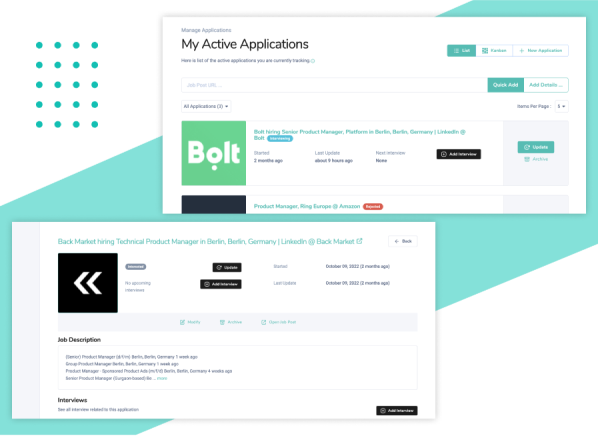 Manage Applications
My Active Applications
Here is list of the active applications you are currently tracking.
List
Kanban
+ New Application
Job Post URL ...
Quick Add
Add Details ...
All Applications (3)
Items Per Page : 5
Bolt
Bolt hiring Senior Product Manager, Platform in Berlin, Berlin, Germany | LinkedIn @
Bolt Interviewing
Started
Last Update
Next Interview
2 months ago
about 9 hours ago
None
Add Interview
Update
Archive
Product Manager, Ring Europe @ Amazon Rejected
Back Market hiring Technical Product Manager in Berlin, Berlin, Germany | LinkedIn @ Back Market
← Back
Interested
Update
Started
October 09, 2022 (2 months ago)
No upcoming
interviews
Add Interview
Last Update
October 09, 2022 (2 months ago)
Modify
Archive
Open Job Post
Job Description
(Senior) Product Manager (d/f/m) Berlin, Berlin, Germany 1 week ago
Group Product Manager Berlin, Berlin, Germany 1 week ago
Product Manager - Sponsored Product Ads (m/f/d) Berlin, Berlin, Germany 4 weeks ago
Senior Product Manager (Gurgaon-based) Be ... more
Interviews
See all interview related to this application
Add Interview